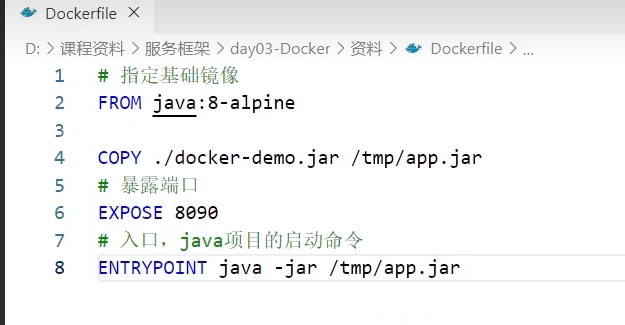 Dockerfile ×
D: > 课程资料 > 服务框架 > day03-Docker > 资料 > Dockerfile > ...
1 # 指定基础镜像
2 FROM java:8-alpine
3
4 COPY ./docker-demo.jar /tmp/app.jar
5 # 暴露端口
6 EXPOSE 8090
7 # 入口，java项目的启动命令
8 ENTRYPOINT java -jar /tmp/app.jar